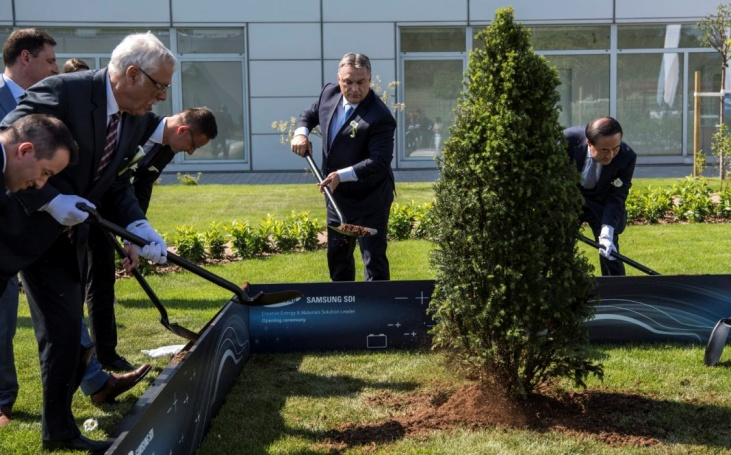 SAMSUNG SDI
Creative Energy & Materials Solution Leader
Opening ceremony